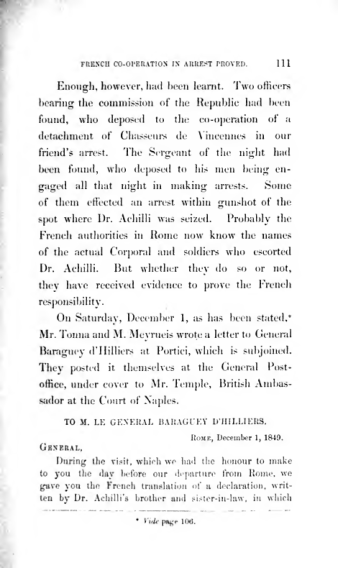 FRENCH CO-OPERATION IN ARREST PROVED. 111
Enough, however, had been learnt. Two officers
bearing the commission of the Republic had been
found, who deposed to the co-operation of a
detachment of Chasseurs de Vincennes in our
friend's arrest. The Sergeant of the night had
been found, who deposed to his men being en-
gaged all that night in making arrests. Some
of them effected an arrest within gunshot of the
spot where Dr. Achilli was seized. Probably the
French authorities in Rome now know the names
of the actual Corporal and soldiers who escorted
Dr. Achilli. But whether they do so or not,
they have received evidence to prove the French
responsibility.
On Saturday, December 1, as has been stated,*
Mr. Tonna and M. Meyrueis wrote a letter to General
Baraguey d'Hilliers at Portici, which is subjoined.
They posted it themselves at the General Post-
office, under cover to Mr. Temple, British Ambas-
sador at the Court of Naples.
TO M. LE GENERAL BARAGUEY D'HILLIERS.
ROME, December 1, 1849.
GENERAL,
During the visit, which we had the honour to make
to you the day before our departure from Rome, we
gave you the French translation of a declaration, writ-
ten by Dr. Achilli's brother and sister-in-law, in which
* Vide page 106.